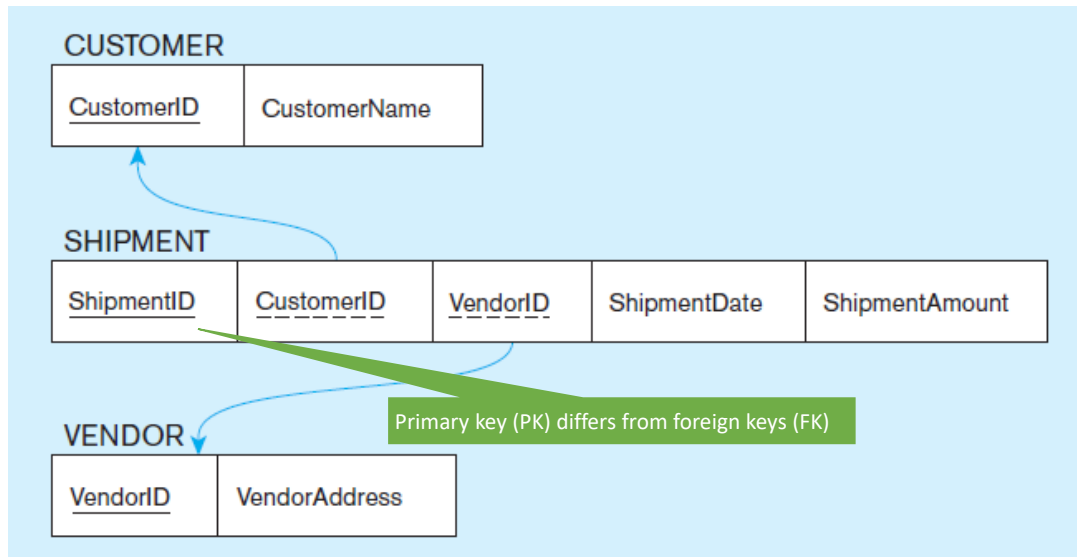 CUSTOMER
CustomerID CustomerName
SHIPMENT
ShipmentID CustomerID VendorID ShipmentDate ShipmentAmount
Primary key (PK) differs from foreign keys (FK)
VENDOR
VendorID VendorAddress